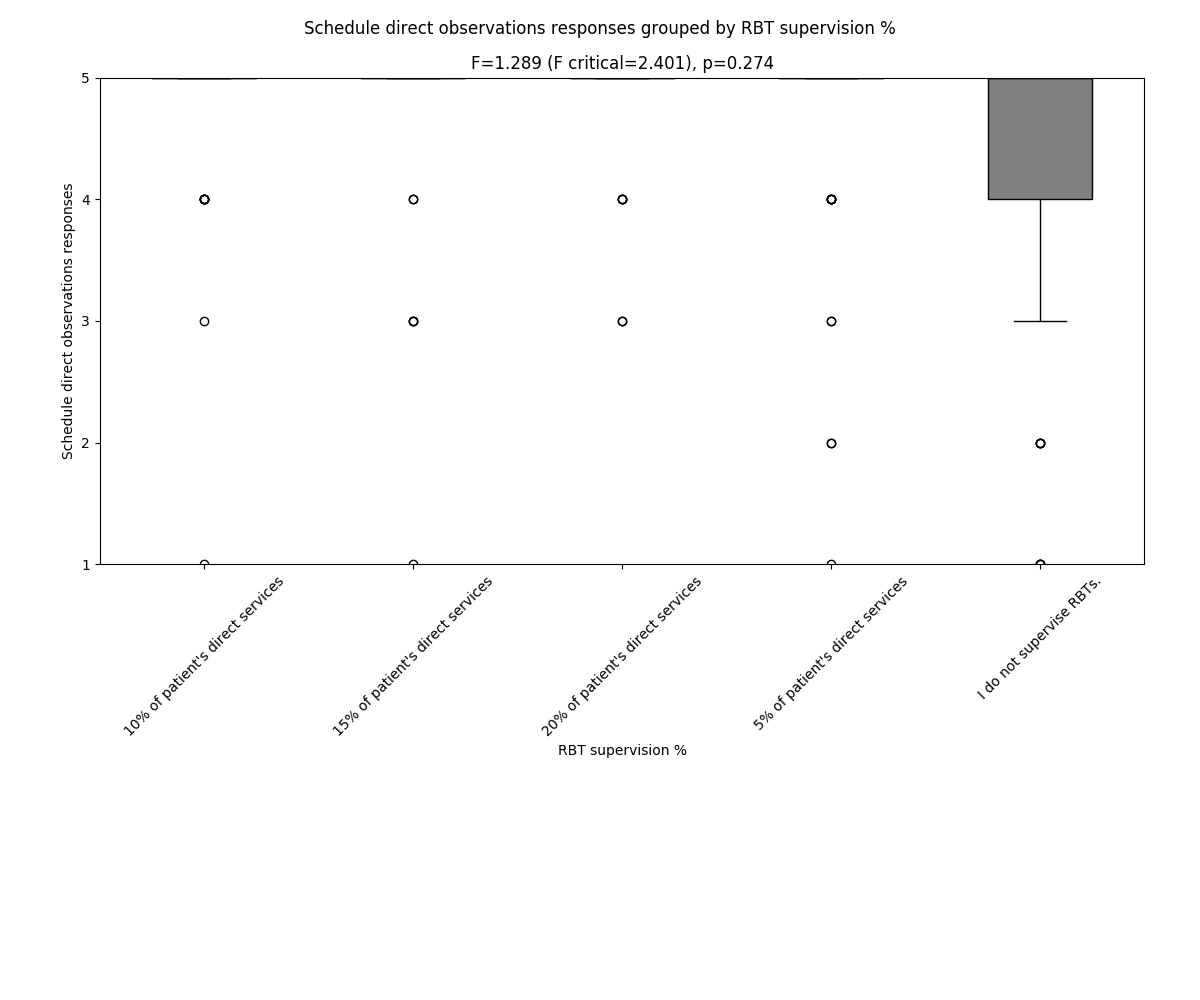 Schedule direct observations responses grouped by RBT supervision %
F=1.289 (F critical=2.401), p=0.274
Schedule direct observations responses
5
4
3
2
1
10% of patient's direct services
15% of patient's direct services
20% of patient's direct services
5% of patient's direct services
I do not supervise RBTs.
RBT supervision %